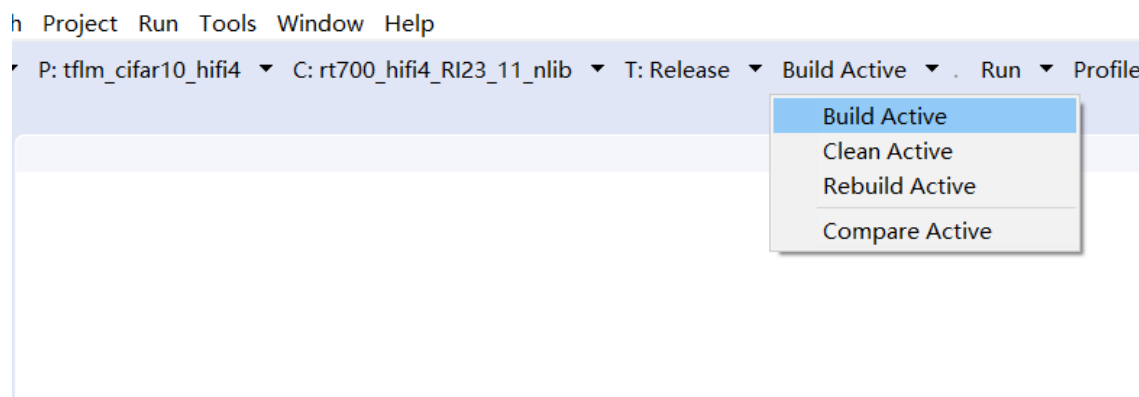 h Project Run Tools Window Help
P: tflm_cifar10_hifi4 C: rt700_hifi4_RI23_11_nlib T: Release Build Active . Run Profile
Build Active
Clean Active
Rebuild Active
Compare Active